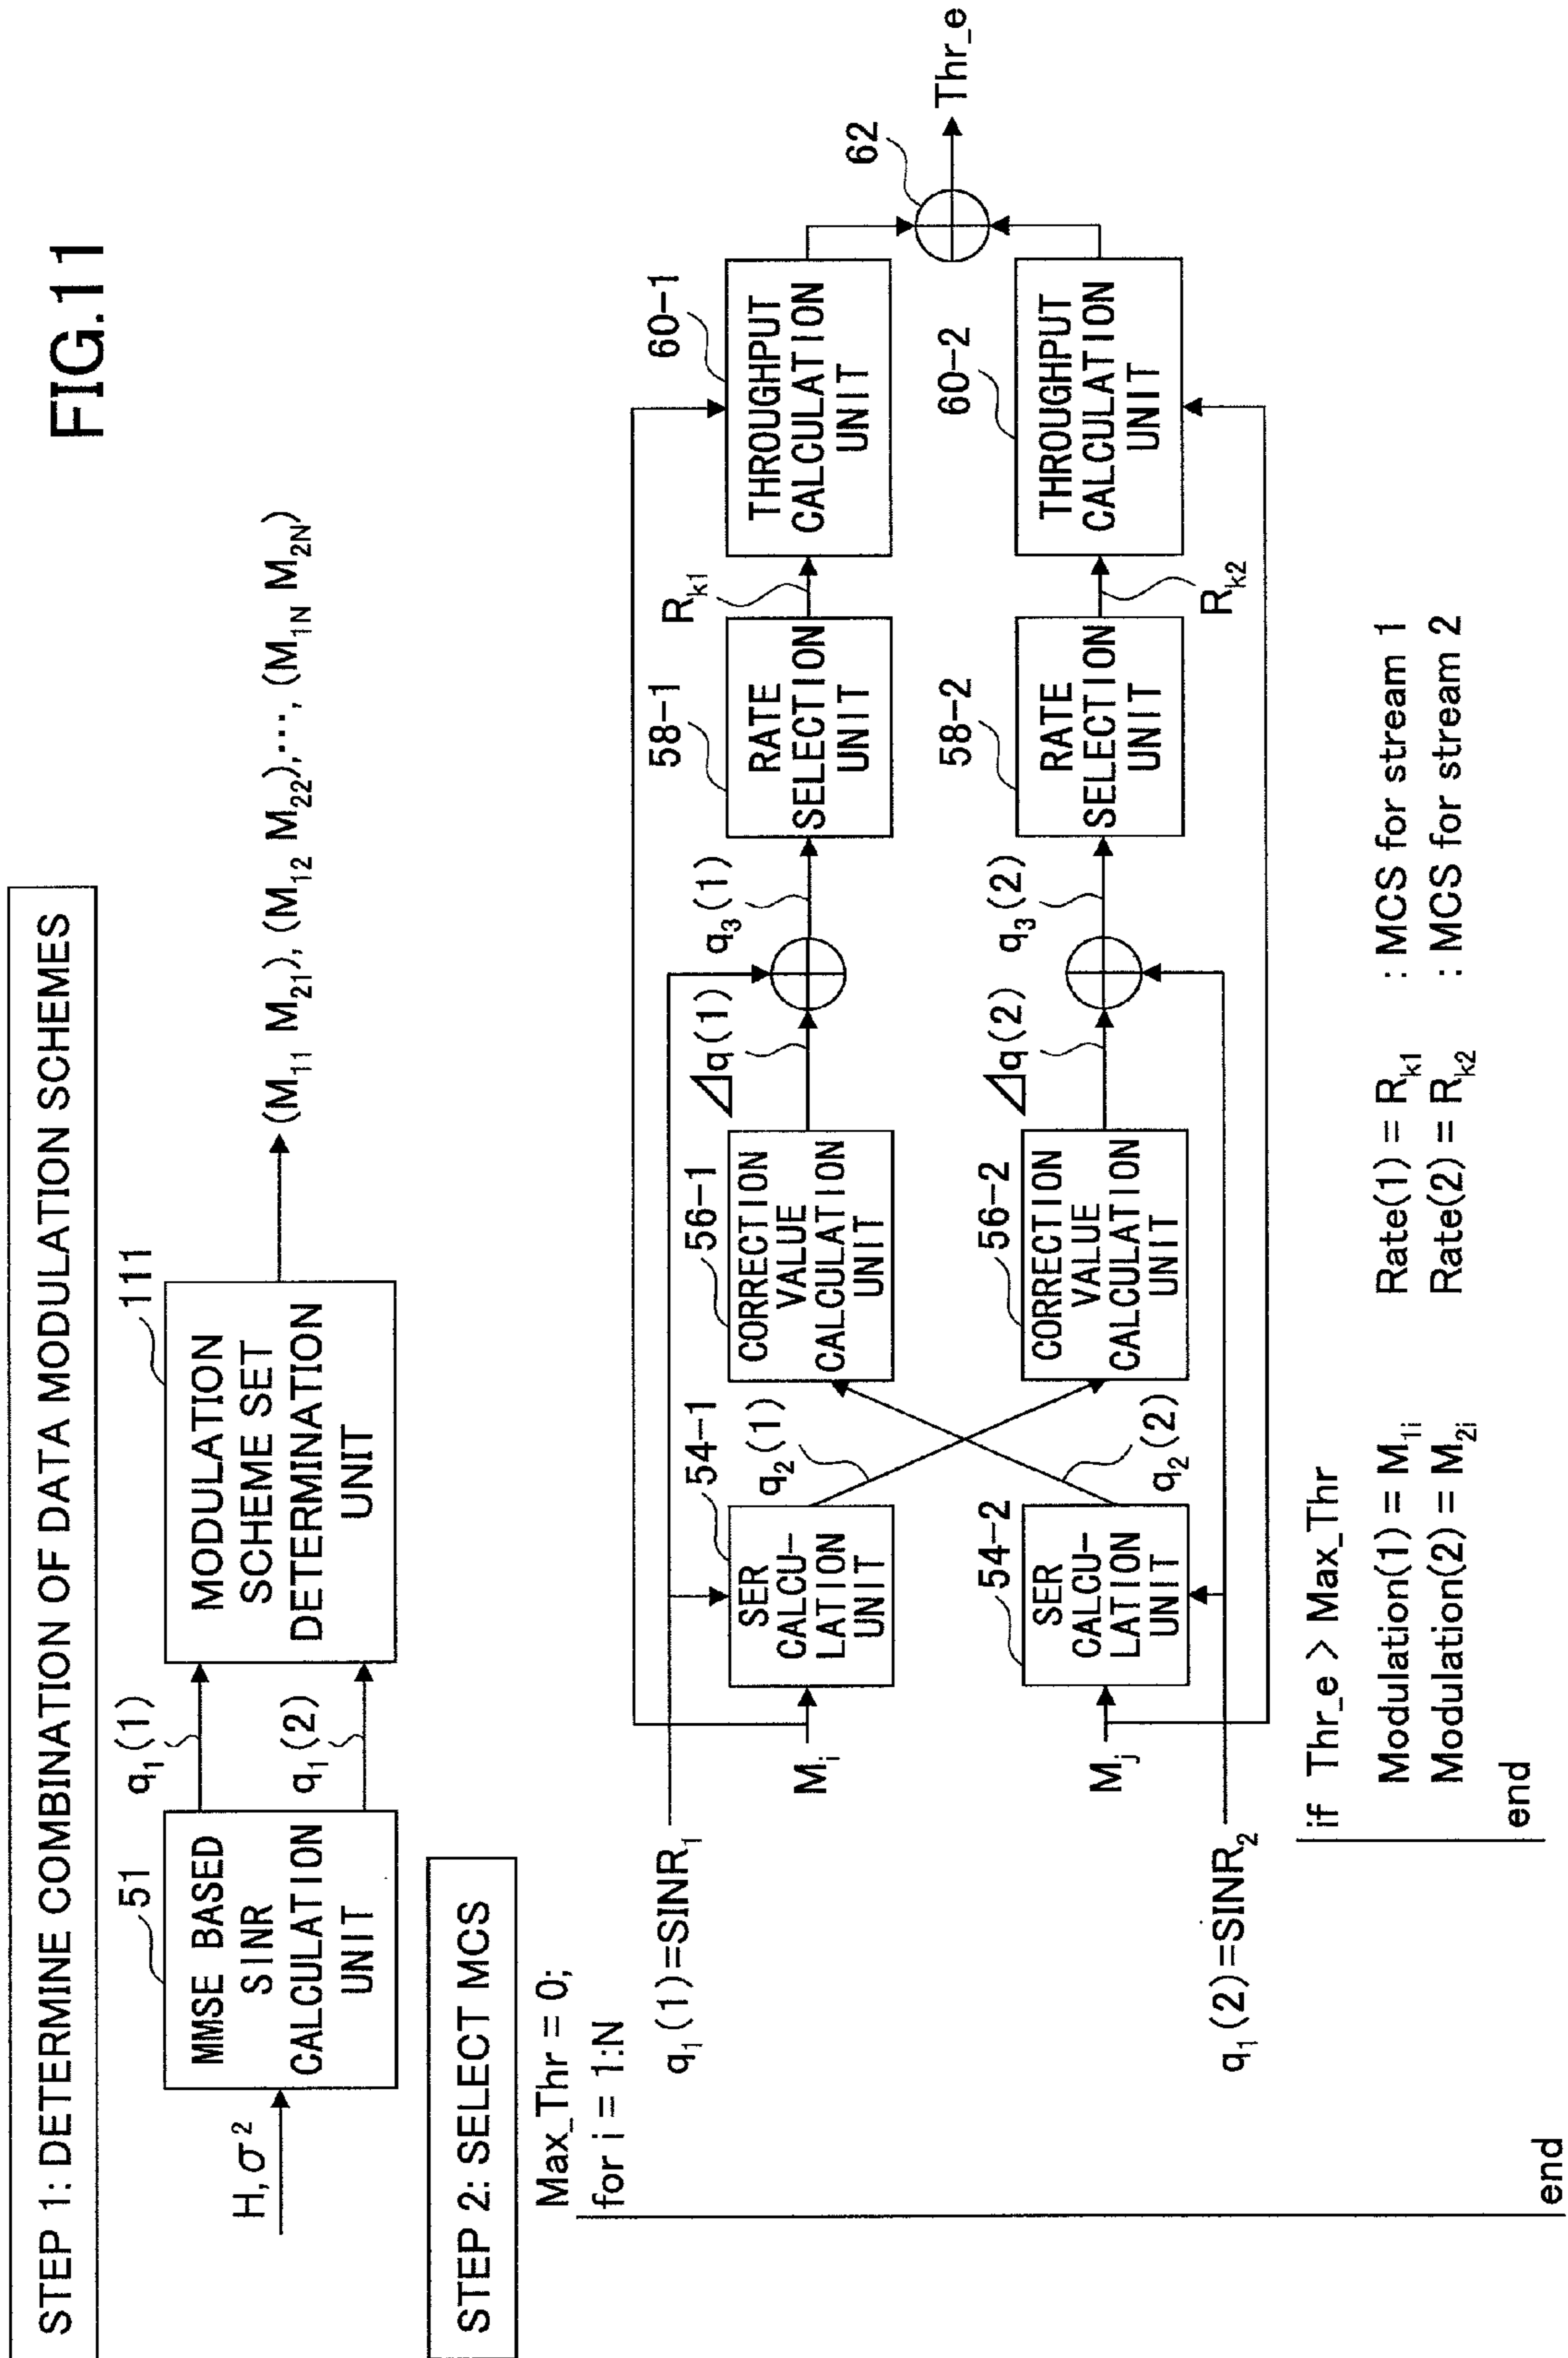 FIG.11
STEP 1: DETERMINE COMBINATION OF DATA MODULATION SCHEMES
H, σ²
51
MMSE BASED
SINR
CALCULATION
UNIT
q₁(1)
q₁(2)
111
MODULATION
SCHEME SET
DETERMINATION
UNIT
(M₁₁ M₂₁), (M₁₂ M₂₂), ···, (M₁N M₂N)
STEP 2: SELECT MCS
Max_Thr = 0;
for i = 1:N
q₁(1)=SINR₁
Mᵢ
Mⱼ
q₁(2)=SINR₂
54-1
SER
CALCU-
LATION
UNIT
54-2
SER
CALCU-
LATION
UNIT
q₂(1)
q₂(2)
56-1
CORRECTION
VALUE
CALCULATION
UNIT
56-2
CORRECTION
VALUE
CALCULATION
UNIT
⊿q(1)
⊿q(2)
q₃(1)
q₃(2)
58-1
RATE
SELECTION
UNIT
58-2
RATE
SELECTION
UNIT
Rₖ₁
Rₖ₂
60-1
THROUGHPUT
CALCULATION
UNIT
60-2
THROUGHPUT
CALCULATION
UNIT
62
Thr_e
if Thr_e > Max_Thr
Modulation(1) = M₁ᵢ Rate(1) = Rₖ₁ : MCS for stream 1
Modulation(2) = M₂ᵢ Rate(2) = Rₖ₂ : MCS for stream 2
end
end